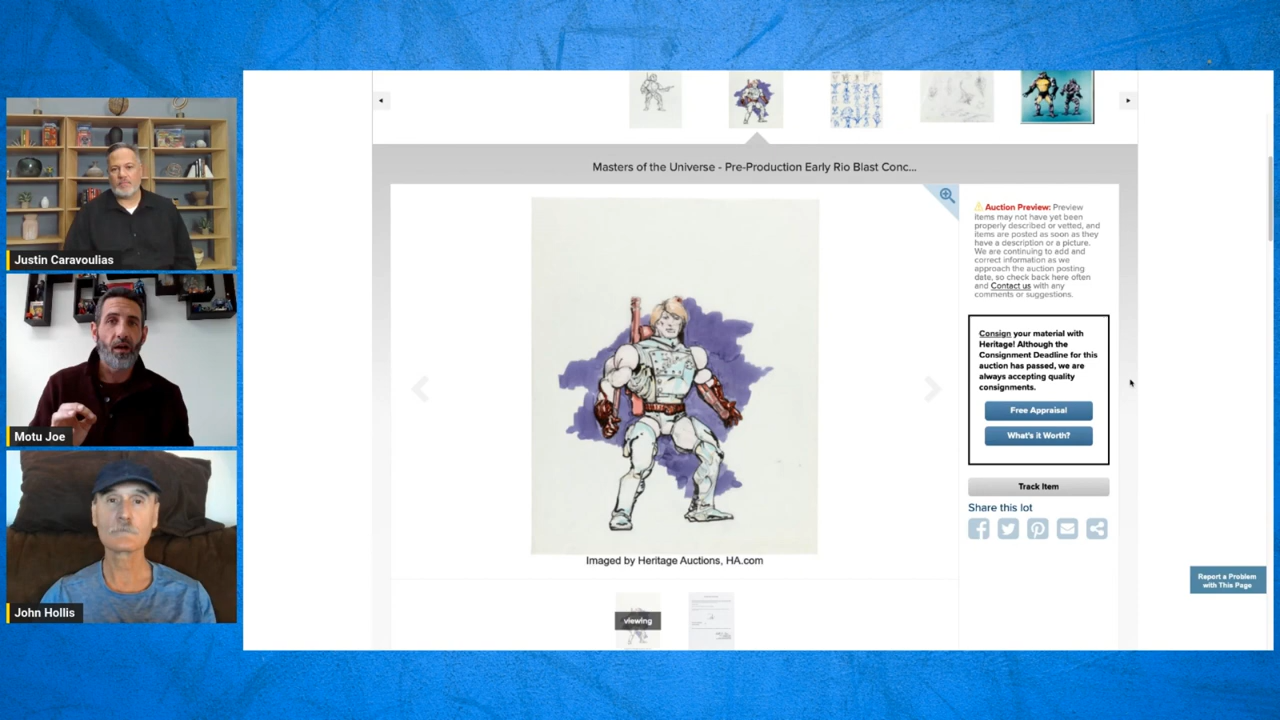 Justin Caravoulias
Motu Joe
John Hollis
Masters of the Universe - Pre-Production Early Rio Blast Conc...
Auction Preview: Preview
items may not have yet been
properly described or vetted, and
items are posted as soon as they
have a description or a picture.
We are continuing to add and
correct information as we
approach the auction posting
date, so check back here often
and Contact us with any
comments or suggestions.
Consign your material with
Heritage! Although the
Consignment Deadline for this
auction has passed, we are
always accepting quality
consignments.
Free Appraisal
What's it Worth?
Track Item
Share this lot
Imaged by Heritage Auctions, HA.com
viewing
Report a Problem
with This Page